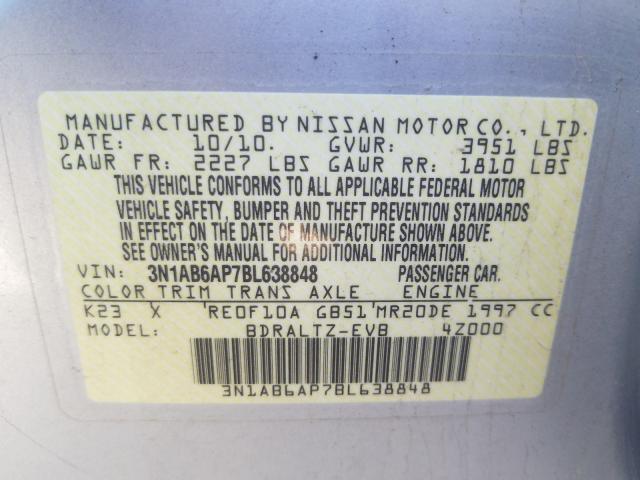 MANUFACTURED BY NISSAN MOTOR CO., LTD.
DATE: 10/10. GVWR: 3951 LBS
GAWR FR: 2227 LBS GAWR RR: 1810 LBS
THIS VEHICLE CONFORMS TO ALL APPLICABLE FEDERAL MOTOR
VEHICLE SAFETY, BUMPER AND THEFT PREVENTION STANDARDS
IN EFFECT ON THE DATE OF MANUFACTURE SHOWN ABOVE.
SEE OWNER'S MANUAL FOR ADDITIONAL INFORMATION.
VIN: 3N1AB6AP7BL638848 PASSENGER CAR.
COLOR TRIM TRANS AXLE ENGINE
K23 X 'RE0F10A GB51'MR20DE 1997 CC
MODEL: BDRALTZ-EVB 4Z000
3N1AB6AP7BL638848